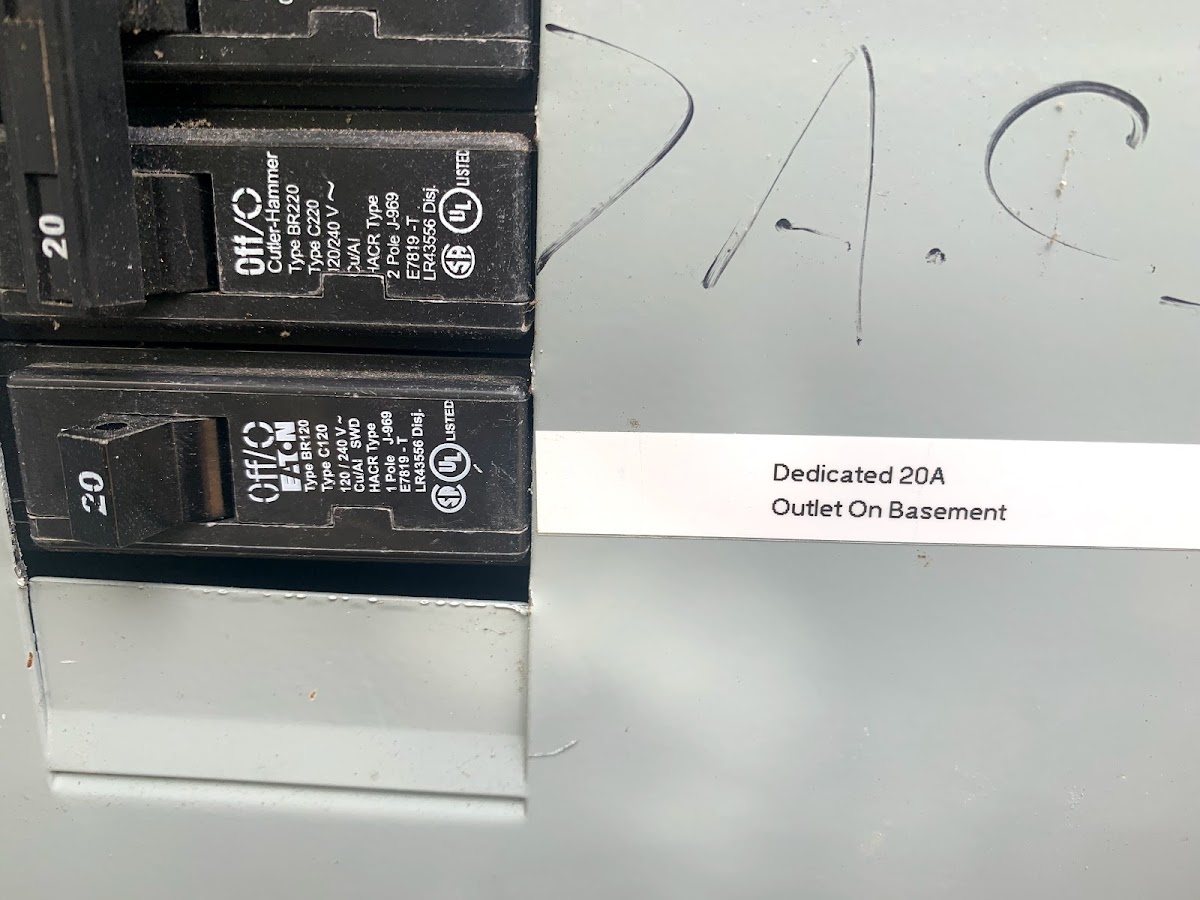 A.C
20
Off/O
Cutler-Hammer
Type BR220
Type C220
120/240 V~
Cu/Al
HACR Type
2 Pole J-969
E7819 -T
LR43556 Disj.
UL LISTED
20
Off/O
EATON
Type BR120
Type C120
120 / 240 V~
Cu/Al SWD
HACR Type
1 Pole J-969
E7819 - T
LR43556 Disj.
UL LISTED
Dedicated 20A
Outlet On Basement